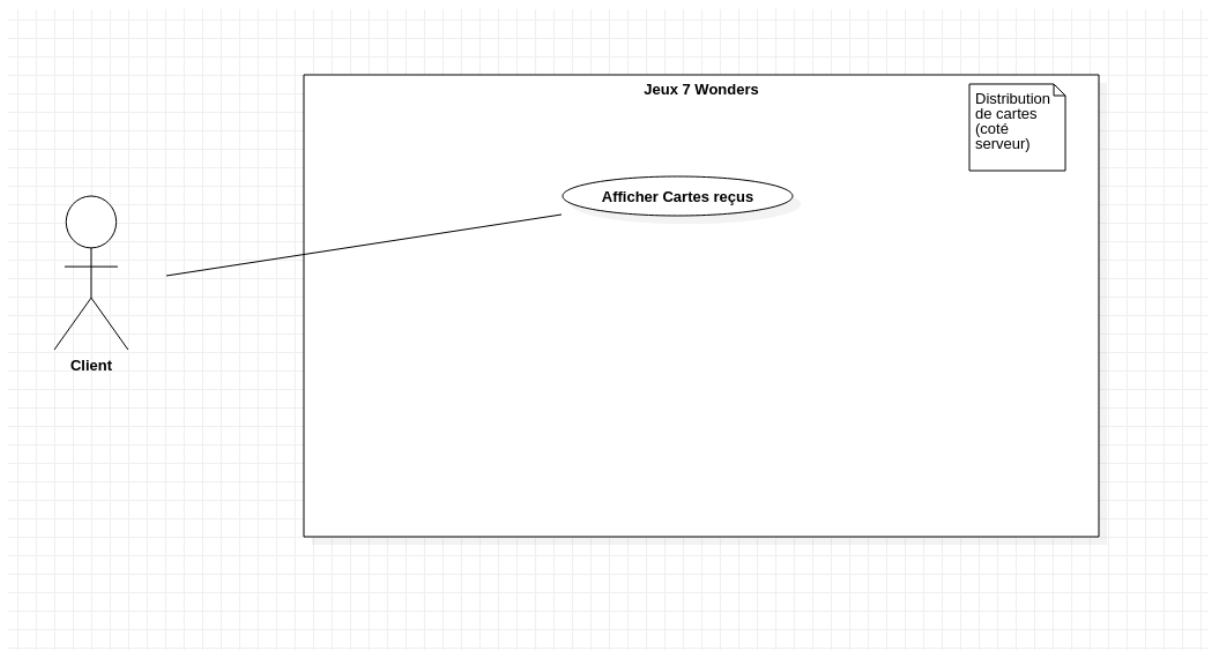 Jeux 7 Wonders
Distribution
de cartes
(coté
serveur)
Afficher Cartes reçus
Client